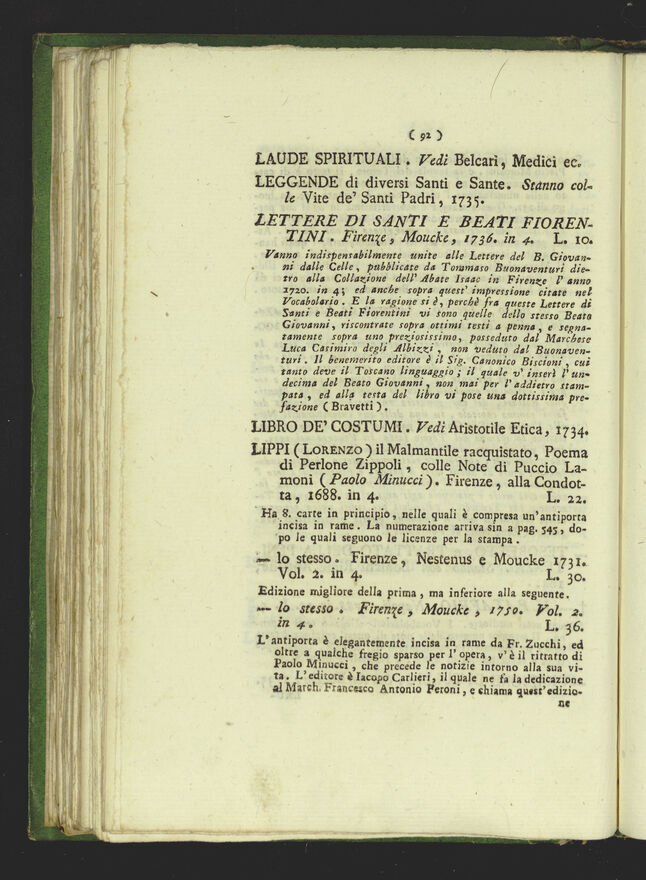 ( 92 )
LAUDE SPIRITUALI . Vedi Belcari, Medici ec.
LEGGENDE di diversi Santi e Sante. Stanno col-
le Vite de' Santi Padri, 1735.
LETTERE DI SANTI E BEATI FIOREN-
TINI. Firenze, Moucke, 1736. in 4. L. 10.
Vanno indispensabilmente unite alle Lettere del B. Giovan-
ni dalle Celle, pubblicate da Tommaso Buonaventuri die-
tro alla Collazione dell'Abate Isaac in Firenze l'anno
1720. in 4; ed anche sopra quest'impressione citate nel
Vocabolario. E la ragione si è, perchè fra queste Lettere di
Santi e Beati Fiorentini vi sono quelle dello stesso Beato
Giovanni, riscontrate sopra ottimi testi a penna, e segna-
tamente sopra uno preziosissimo, posseduto dal Marchese
Luca Casimiro degli Albizzi, non veduto dal Buonaven-
turi. Il benemerito editore è il Sig. Canonico Biscioni, cui
tanto deve il Toscano linguaggio; il quale v'inserì l'un-
decima del Beato Giovanni, non mai per l'addietro stam-
pata, ed alla testa del libro vi pose una dottissima pre-
fazione (Bravetti).
LIBRO DE' COSTUMI. Vedi Aristotile Etica, 1734.
LIPPI (LORENZO) il Malmantile racquistato, Poema
di Perlone Zippoli, colle Note di Puccio La-
moni (Paolo Minucci). Firenze, alla Condot-
ta, 1688. in 4. L. 22.
Ha 8. carte in principio, nelle quali è compresa un'antiporta
incisa in rame. La numerazione arriva sin a pag. 545, do-
po le quali seguono le licenze per la stampa.
— lo stesso. Firenze, Nestenus e Moucke 1731.
Vol. 2. in 4. L. 30.
Edizione migliore della prima, ma inferiore alla seguente.
— lo stesso. Firenze, Moucke, 1750. Vol. 2.
in 4. L. 36.
L'antiporta è elegantemente incisa in rame da Fr. Zucchi, ed
oltre a qualche fregio sparso per l'opera, v'è il ritratto di
Paolo Minucci, che precede le notizie intorno alla sua vi-
ta. L'editore è Iacopo Carlieri, il quale ne fa la dedicazione
al March. Francesco Antonio Peroni, e chiama quest'edizio-
ne